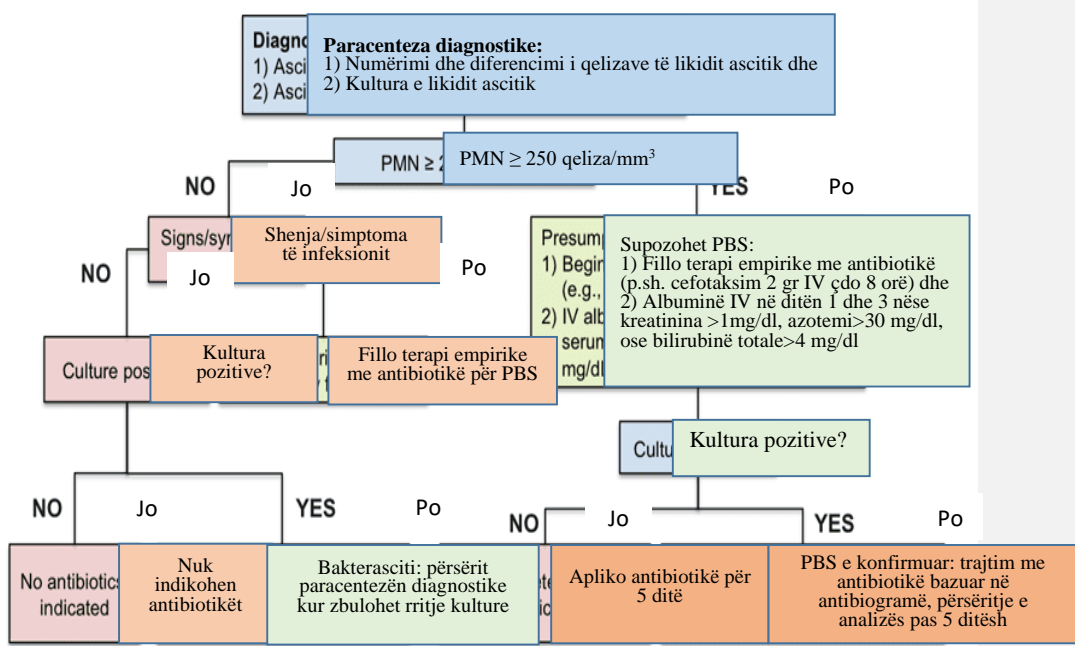 Diagno
1) Asci
2) Asci
Paracenteza diagnostike:
1) Numërimi dhe diferencimi i qelizave të likidit ascitik dhe
2) Kultura e likidit ascitik
PMN ≥ 2
PMN ≥ 250 qeliza/mm³
NO
Jo
YES
Po
Signs/syr
Shenja/simptoma
të infeksionit
NO
Jo
Po
Presum
1) Begin
(e.g.,
2) IV alb
serun
mg/dl
Supozohet PBS:
1) Fillo terapi empirike me antibiotikë
(p.sh. cefotaksim 2 gr IV çdo 8 orë) dhe
2) Albuminë IV në ditën 1 dhe 3 nëse
kreatinina >1mg/dl, azotemi>30 mg/dl,
ose bilirubinë totale>4 mg/dl
Culture pos
Kultura
pozitive?
Fillo terapi empirike
me antibiotikë për PBS
Cultu
Kultura pozitive?
NO
Jo
YES
Po
NO
Jo
YES
Po
No antibiotics
indicated
Nuk
indikohen
antibiotikët
Bakterasciti: përsërit
paracentezën diagnostike
kur zbulohet rritje kulture
Apliko antibiotikë për
5 ditë
PBS e konfirmuar: trajtim me
antibiotikë bazuar në
antibiogramë, përsëritje e
analizës pas 5 ditësh